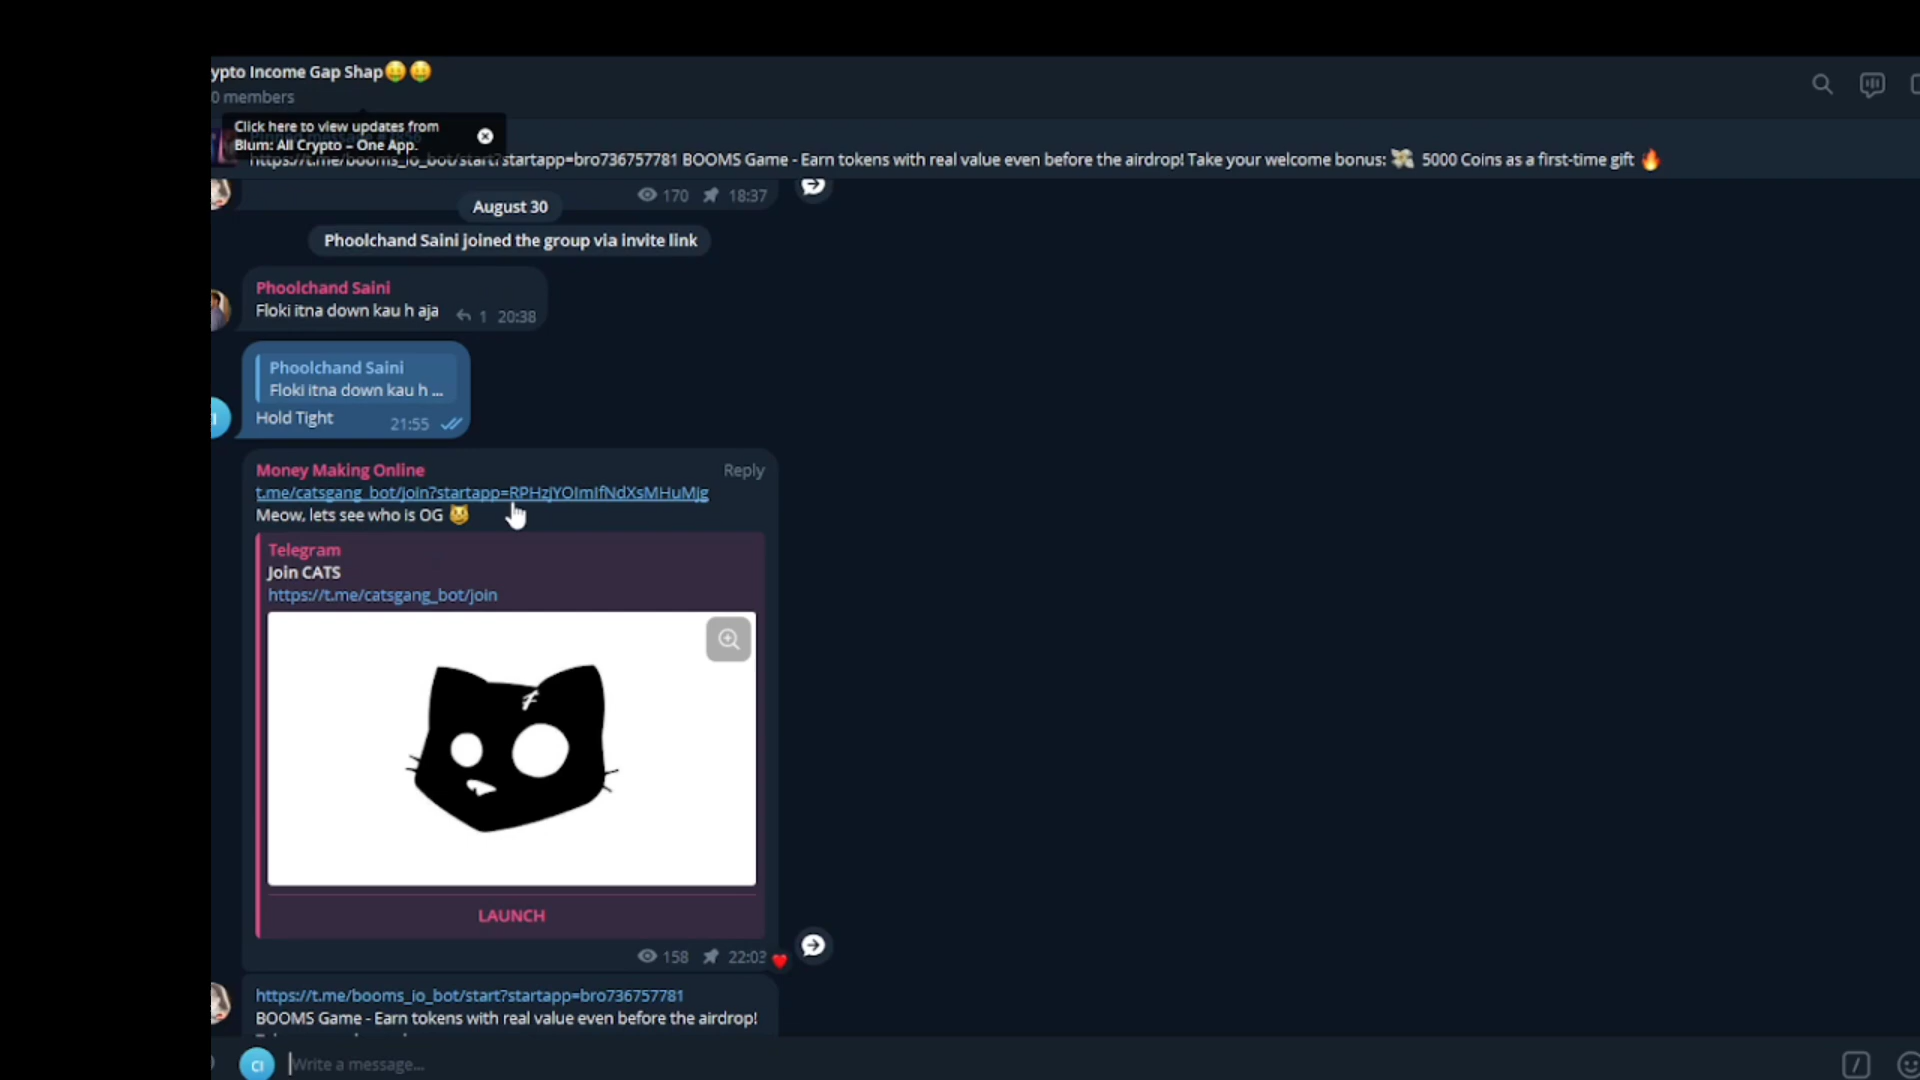 ypto Income Gap Shap🤑🤑
0 members
Click here to view updates from
Blum: All Crypto – One App.
https://t.me/booms_io_bot/start?startapp=bro736757781 BOOMS Game - Earn tokens with real value even before the airdrop! Take your welcome bonus: 💸 5000 Coins as a first-time gift 🔥
170 18:37
August 30
Phoolchand Saini joined the group via invite link
Phoolchand Saini
Floki itna down kau h aja 1 20:38
Phoolchand Saini
Floki itna down kau h ...
Hold Tight 21:55
Money Making Online Reply
t.me/catsgang_bot/join?startapp=RPHzJYOImIfNdXsMHuMjg
Meow, lets see who is OG 😼
Telegram
Join CATS
https://t.me/catsgang_bot/join
LAUNCH
158 22:03
https://t.me/booms_io_bot/start?startapp=bro736757781
BOOMS Game - Earn tokens with real value even before the airdrop!
CI Write a message...